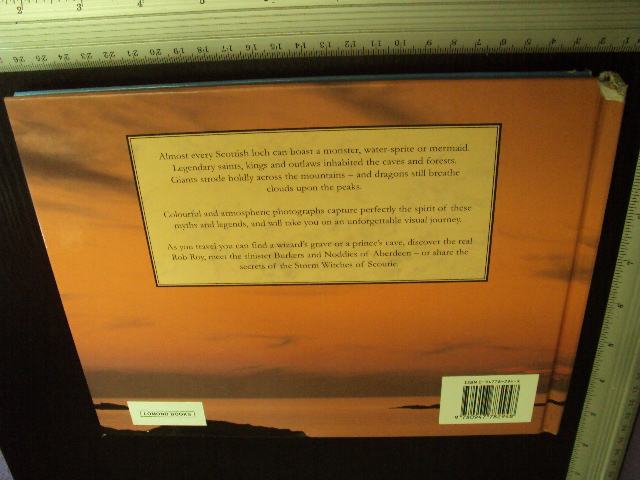 Almost every Scottish loch can boast a monster, water-sprite or mermaid.
Legendary saints, kings and outlaws inhabited the caves and forests.
Giants strode boldly across the mountains – and dragons still breathe
clouds upon the peaks.
Colourful and atmospheric photographs capture perfectly the spirit of these
myths and legends, and will take you on an unforgettable visual journey.
As you travel you can find a wizard's grave or a prince's cave, discover the real
Rob Roy, meet the sinister Burkers and Noddies of Aberdeen – or share the
secrets of the Storm Witches of Scourie.
LOMOND BOOKS
ISBN 0-94778